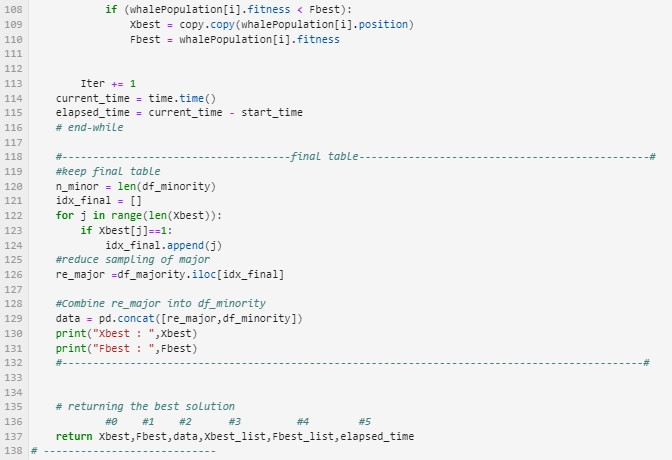 108 if (whalePopulation[i].fitness < Fbest):
109 Xbest = copy.copy(whalePopulation[i].position)
110 Fbest = whalePopulation[i].fitness
111
112
113 Iter += 1
114 current_time = time.time()
115 elapsed_time = current_time - start_time
116 # end-while
117
118 #-----------------------------------final table---------------------------------------------#
119 #keep final table
120 n_minor = len(df_minority)
121 idx_final = []
122 for j in range(len(Xbest)):
123 if Xbest[j]==1:
124 idx_final.append(j)
125 #reduce sampling of major
126 re_major =df_majority.iloc[idx_final]
127
128 #Combine re_major into df_minority
129 data = pd.concat([re_major,df_minority])
130 print("Xbest : ",Xbest)
131 print("Fbest : ",Fbest)
132 #-----------------------------------------------------------------------------------------#
133
134
135 # returning the best solution
136 #0 #1 #2 #3 #4 #5
137 return Xbest,Fbest,data,Xbest_list,Fbest_list,elapsed_time
138 # ---------------------------